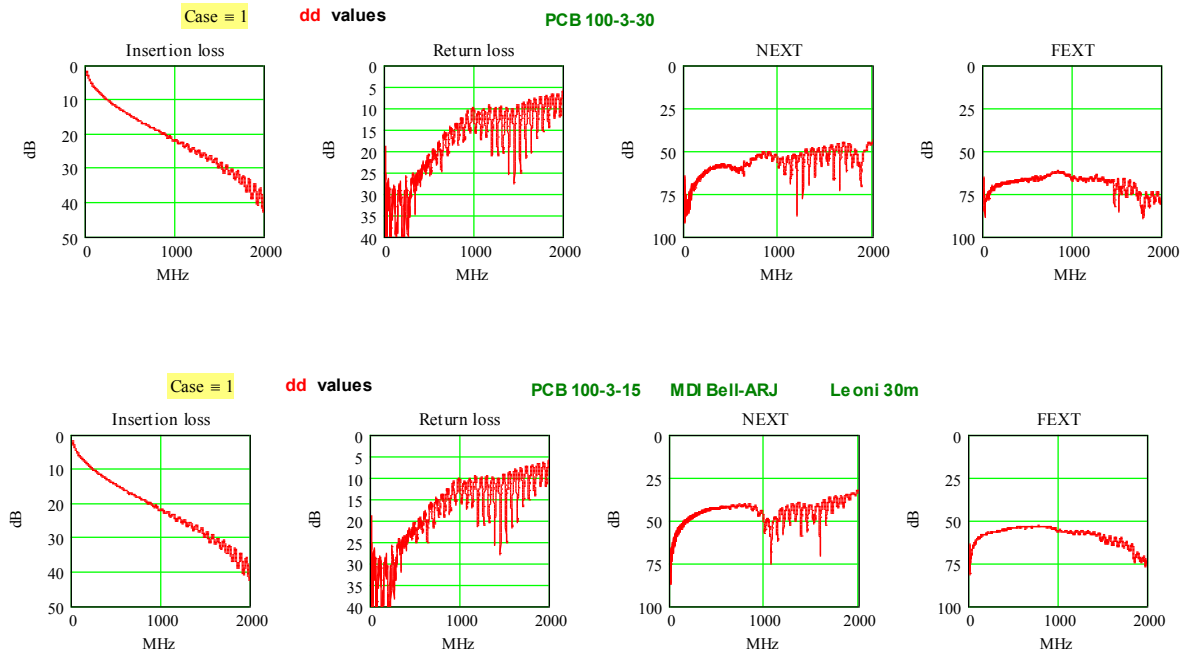 Case ≡ 1 dd values PCB 100-3-30
Insertion loss Return loss NEXT FEXT
0 0 0 0
5
10 10
15 25 25
20 20
dB dB dB dB
25 50 50
30 30
35 75 75
40
50 40 100 100
0 1000 2000 0 1000 2000 0 1000 2000 0 1000 2000
MHz MHz MHz MHz
Case ≡ 1 dd values PCB 100-3-15 MDI Bell-ARJ Leoni 30m
Insertion loss Return loss NEXT FEXT
0 0 0 0
5
10 10
15 25 25
20 20
dB dB dB dB
25 50 50
30 30
35 75 75
40
50 40 100 100
0 1000 2000 0 1000 2000 0 1000 2000 0 1000 2000
MHz MHz MHz MHz